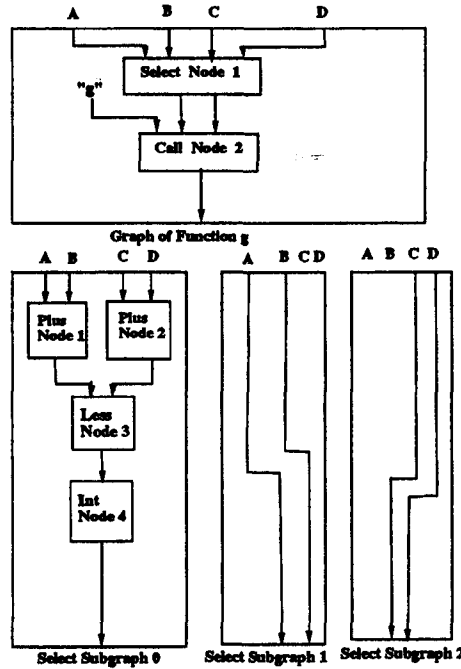 A B C D
Select Node 1
"g"
Call Node 2
Graph of Function g
A B C D
A B C D
A B C D
Plus Node 1
Plus Node 2
Less Node 3
Int Node 4
Select Subgraph 0
Select Subgraph 1
Select Subgraph 2